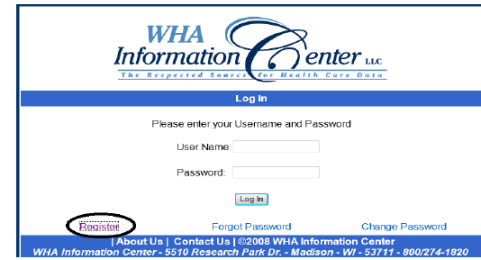 WHA
Information Center LLC
The Respected Source for Health Care Data
Log In
Please enter your Username and Password
User Name:
Password:
Log In
Register Forgot Password Change Password
| About Us | Contact Us | ©2008 WHA Information Center
WHA Information Center - 5510 Research Park Dr. - Madison - WI - 53711 - 800/274-1820